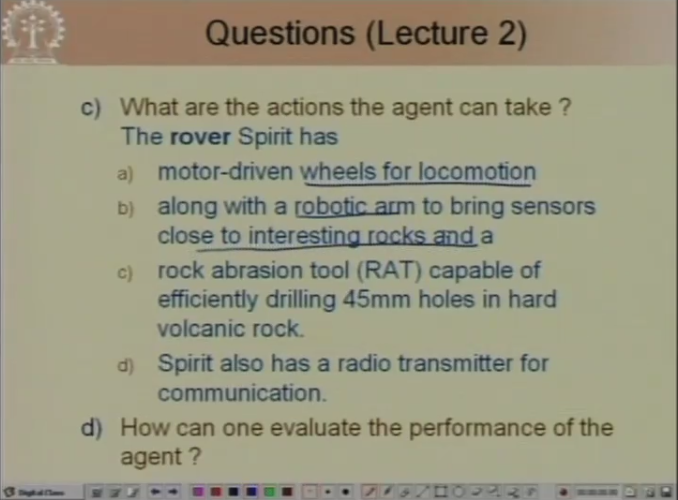 Questions (Lecture 2)
c) What are the actions the agent can take ?
The rover Spirit has
a) motor-driven wheels for locomotion
b) along with a robotic arm to bring sensors
close to interesting rocks and a
c) rock abrasion tool (RAT) capable of
efficiently drilling 45mm holes in hard
volcanic rock.
d) Spirit also has a radio transmitter for
communication.
d) How can one evaluate the performance of the
agent ?